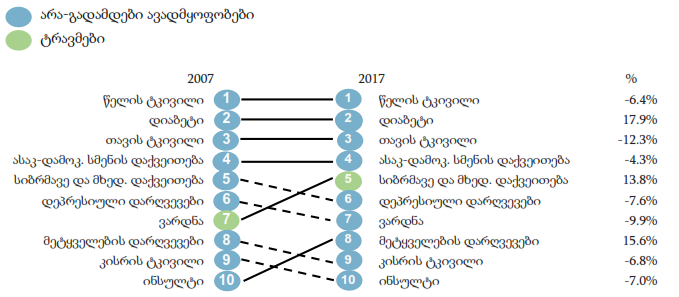 არა-გადამდები ავადმყოფობები
ტრავმები
2007 2017 %
წელის ტკივილი 1 1 წელის ტკივილი -6.4%
დიაბეტი 2 2 დიაბეტი 17.9%
თავის ტკივილი 3 3 თავის ტკივილი -12.3%
ასაკ-დამოკ. სმენის დაქვეითება 4 4 ასაკ-დამოკ. სმენის დაქვეითება -4.3%
სიბრმავე და მხედ. დაქვეითება 5 5 სიბრმავე და მხედ. დაქვეითება 13.8%
დეპრესიული დარღვევები 6 6 დეპრესიული დარღვევები -7.6%
ვარდნა 7 7 ვარდნა -9.9%
მეტყველების დარღვევები 8 8 მეტყველების დარღვევები 15.6%
კისრის ტკივილი 9 9 კისრის ტკივილი -6.8%
ინსულტი 10 10 ინსულტი -7.0%